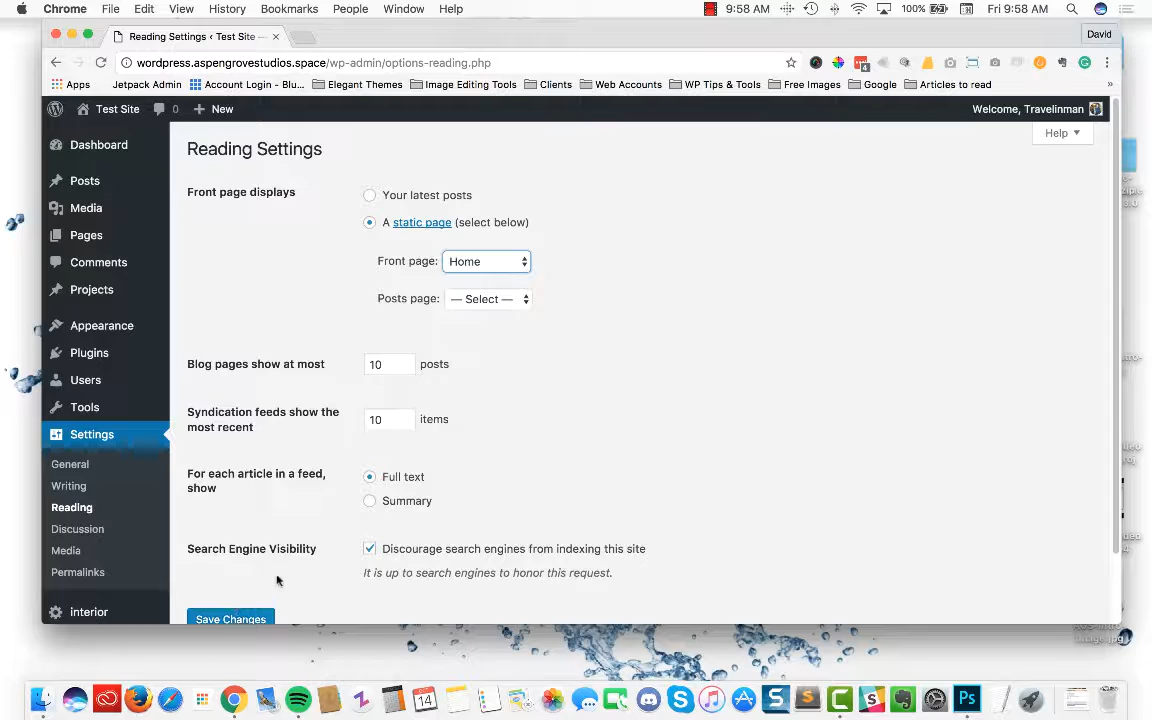 Chrome File Edit View History Bookmarks People Window Help 9:58 AM 100% Fri 9:58 AM
Reading Settings ‹ Test Site — David
wordpress.aspengrovestudios.space/wp-admin/options-reading.php
Apps Jetpack Admin Account Login - Blu... Elegant Themes Image Editing Tools Clients Web Accounts WP Tips & Tools Free Images Google Articles to read »
Test Site 0 + New Welcome, Travelinman
Help
Dashboard
Posts
Media
Pages
Comments
Projects
Appearance
Plugins
Users
Tools
Settings
General
Writing
Reading
Discussion
Media
Permalinks
interior
Reading Settings
Front page displays
Your latest posts
A static page (select below)
Front page: Home
Posts page: — Select —
Blog pages show at most 10 posts
Syndication feeds show the most recent 10 items
For each article in a feed, show
Full text
Summary
Search Engine Visibility
Discourage search engines from indexing this site
It is up to search engines to honor this request.
Save Changes
14
Ps